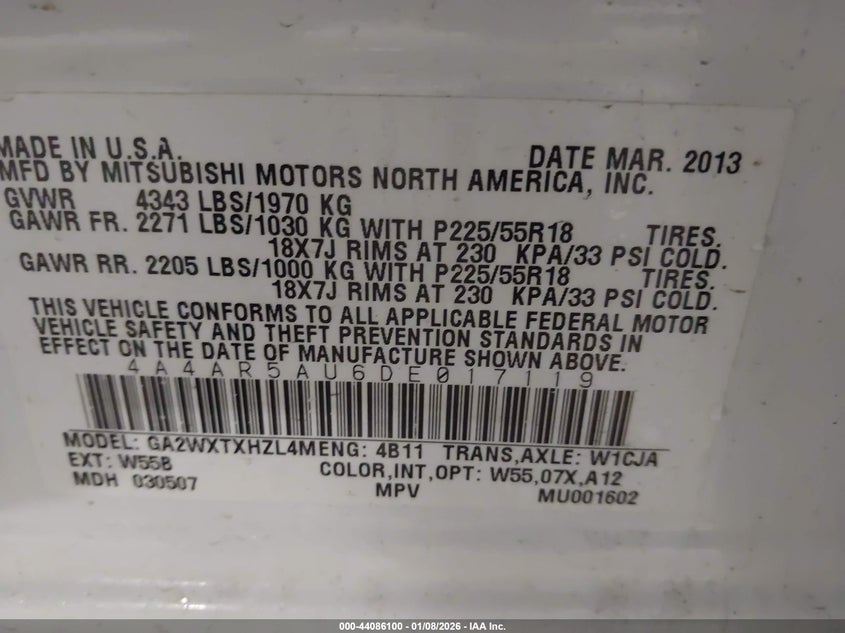 MADE IN U.S.A. DATE MAR. 2013
MFD BY MITSUBISHI MOTORS NORTH AMERICA, INC.
GVWR 4343 LBS/1970 KG
GAWR FR. 2271 LBS/1030 KG WITH P225/55R18 TIRES.
18X7J RIMS AT 230 KPA/33 PSI COLD.
GAWR RR. 2205 LBS/1000 KG WITH P225/55R18 TIRES.
18X7J RIMS AT 230 KPA/33 PSI COLD.
THIS VEHICLE CONFORMS TO ALL APPLICABLE FEDERAL MOTOR
VEHICLE SAFETY AND THEFT PREVENTION STANDARDS IN
EFFECT ON THE DATE OF MANUFACTURE SHOWN ABOVE.
4A4AR5AU6DE017119
MODEL: GA2WXTXHZL4M ENG: 4B11 TRANS,AXLE: W1CJA
EXT: W55B COLOR,INT,OPT: W55,07X,A12
MDH 030507 MPV MU001602
000-44086100 - 01/08/2026 - IAA Inc.